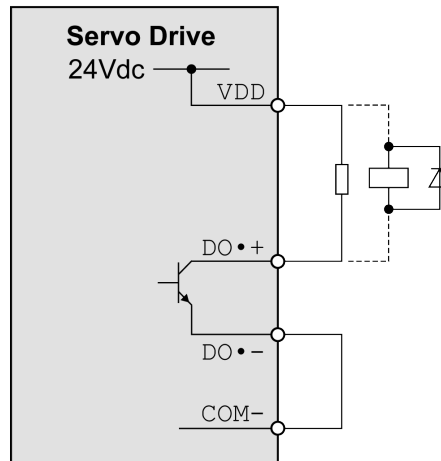 Servo Drive
24Vdc
VDD
DO•+
DO•-
COM-